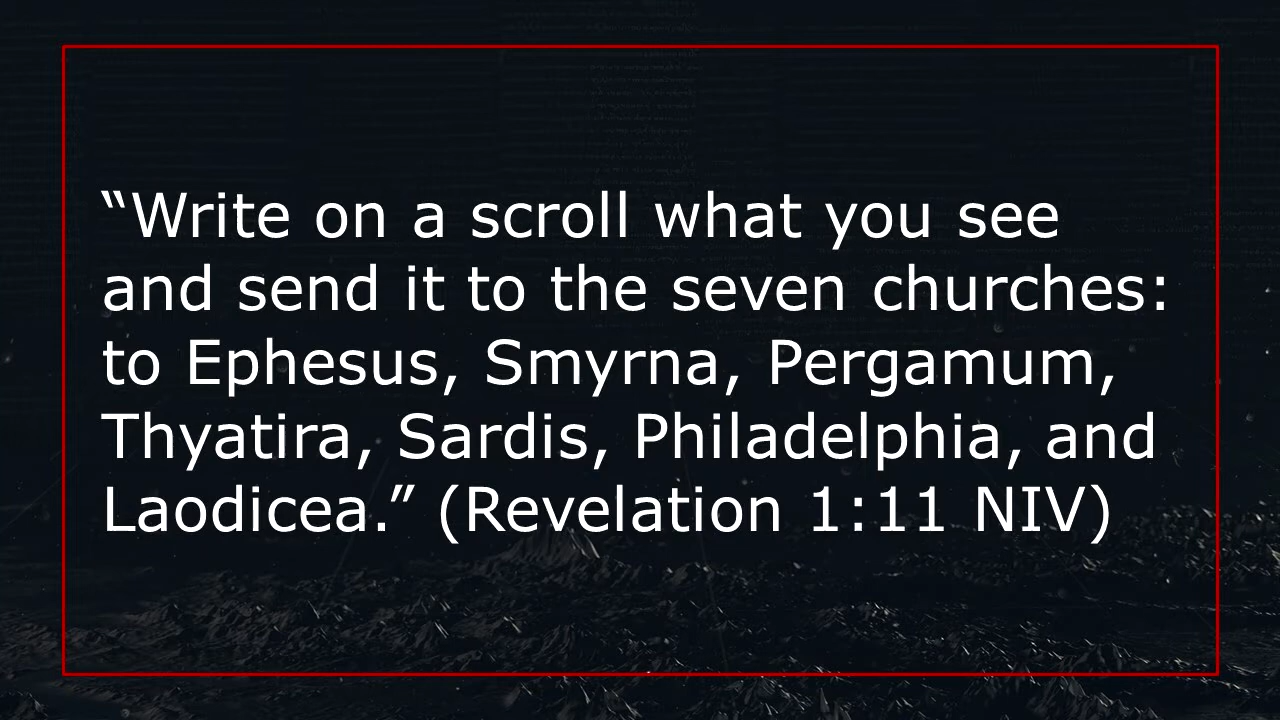 “Write on a scroll what you see
and send it to the seven churches:
to Ephesus, Smyrna, Pergamum,
Thyatira, Sardis, Philadelphia, and
Laodicea.” (Revelation 1:11 NIV)